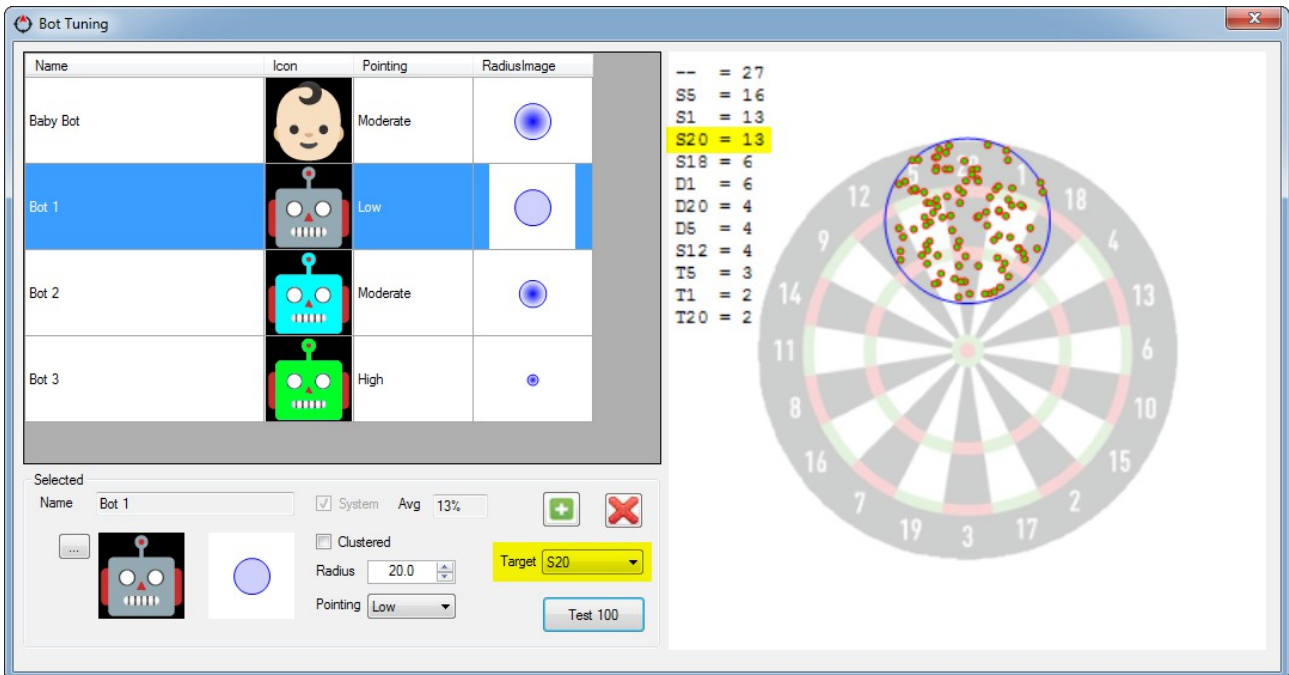 Bot Tuning
Name Icon Pointing RadiusImage
Baby Bot Moderate
Bot 1 Low
Bot 2 Moderate
Bot 3 High
Selected
Name Bot 1 System Avg 13%
... Clustered
Radius 20.0 Target S20
Pointing Low Test 100
-- = 27
S5 = 16
S1 = 13
S20 = 13
S18 = 6
D1 = 6
D20 = 4
D5 = 4
S12 = 4
T5 = 3
T1 = 2
T20 = 2
20
1
18
4
13
6
10
15
2
17
3
19
7
16
8
11
14
9
12
5